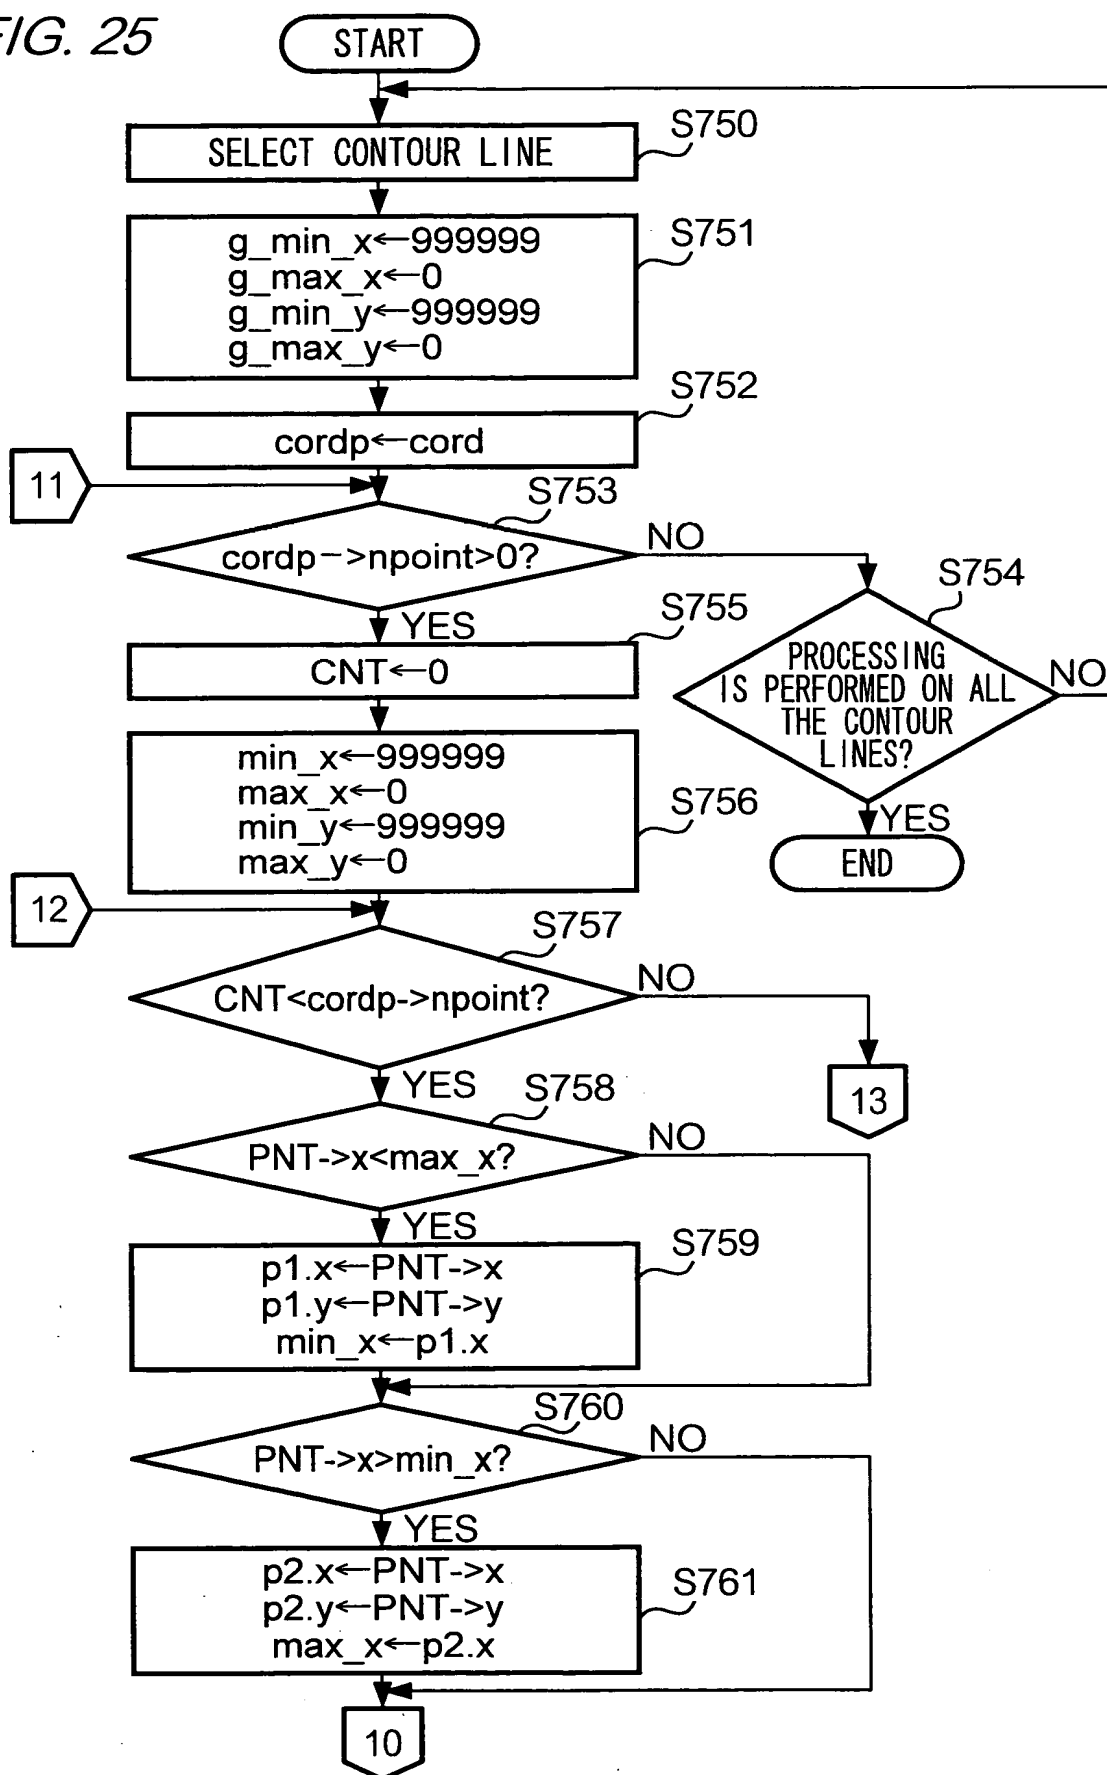 FIG. 25
START
S750
SELECT CONTOUR LINE
S751
g_min_x←999999
g_max_x←0
g_min_y←999999
g_max_y←0
S752
cordp←cord
11
S753
cordp->npoint>0?
NO
S754
PROCESSING
IS PERFORMED ON ALL
THE CONTOUR
LINES?
NO
YES
END
YES
S755
CNT←0
S756
min_x←999999
max_x←0
min_y←999999
max_y←0
12
S757
CNT<cordp->npoint?
NO
13
YES
S758
PNT->x<max_x?
NO
YES
S759
p1.x←PNT->x
p1.y←PNT->y
min_x←p1.x
S760
PNT->x>min_x?
NO
YES
S761
p2.x←PNT->x
p2.y←PNT->y
max_x←p2.x
10